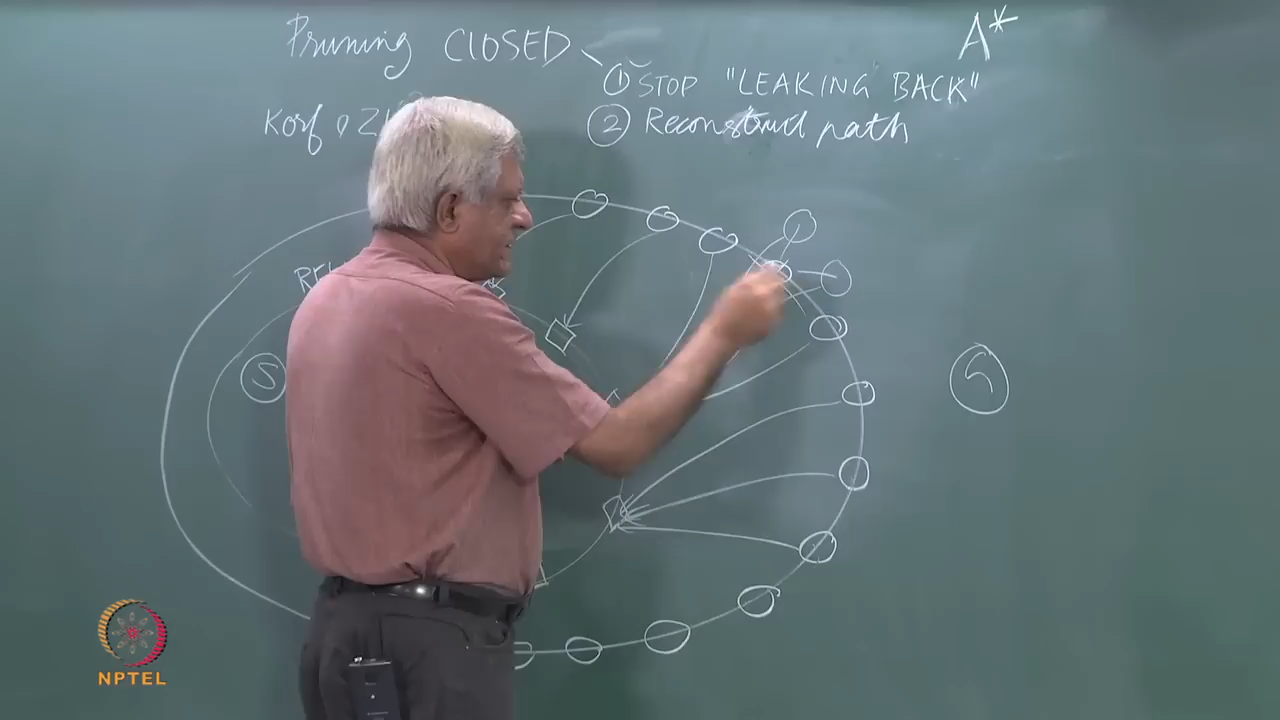 Pruning CLOSED
A*
① STOP "LEAKING BACK"
Korf
② Reconstruct path
S
G
NPTEL